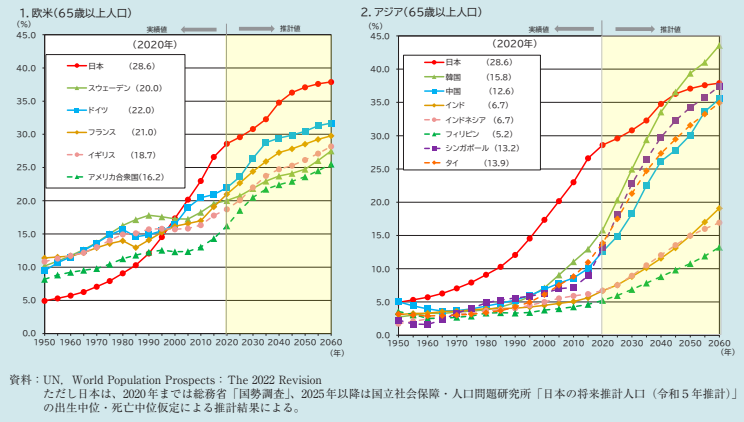 1. 欧米(65歳以上人口)
(%)
実績値
推計値
(2020年)
日本 (28.6)
スウェーデン (20.0)
ドイツ (22.0)
フランス (21.0)
イギリス (18.7)
アメリカ合衆国(16.2)
45.0
40.0
35.0
30.0
25.0
20.0
15.0
10.0
5.0
0.0
1950 1960 1970 1980 1990 2000 2010 2020 2030 2040 2050 2060
(年)
2. アジア(65歳以上人口)
(%)
実績値
推計値
(2020年)
日本 (28.6)
韓国 (15.8)
中国 (12.6)
インド (6.7)
インドネシア (6.7)
フィリピン (5.2)
シンガポール (13.2)
タイ (13.9)
45.0
40.0
35.0
30.0
25.0
20.0
15.0
10.0
5.0
0.0
1950 1960 1970 1980 1990 2000 2010 2020 2030 2040 2050 2060
(年)
資料:UN, World Population Prospects: The 2022 Revision
ただし日本は、2020年までは総務省「国勢調査」、2025年以降は国立社会保障・人口問題研究所「日本の将来推計人口(令和5年推計)」
の出生中位・死亡中位仮定による推計結果による。